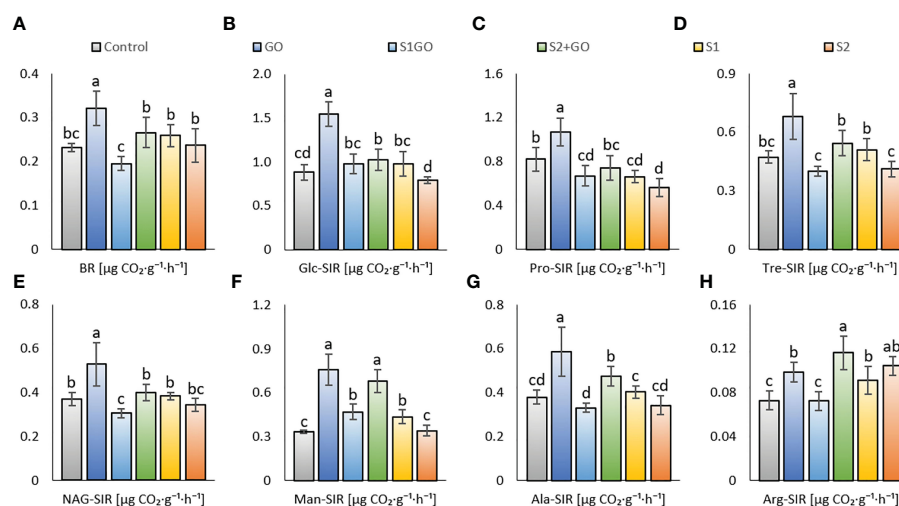 A B C D
Control GO S1GO S2+GO S1 S2
0.4 0.3 0.2 0.1 0
bc a c b b b
BR [µg CO₂·g⁻¹·h⁻¹]
2.0 1.5 1.0 0.5 0.0
cd a bc b bc d
Glc-SIR [µg CO₂·g⁻¹·h⁻¹]
1.6 1.2 0.8 0.4 0
b a cd bc cd d
Pro-SIR [µg CO₂·g⁻¹·h⁻¹]
0.9 0.6 0.3 0
bc a c b b c
Tre-SIR [µg CO₂·g⁻¹·h⁻¹]
E F G H
0.8 0.6 0.4 0.2 0
b a c b b bc
NAG-SIR [µg CO₂·g⁻¹·h⁻¹]
1.2 0.9 0.6 0.3 0
c a b a b c
Man-SIR [µg CO₂·g⁻¹·h⁻¹]
0.8 0.6 0.4 0.2 0
cd a d b c cd
Ala-SIR [µg CO₂·g⁻¹·h⁻¹]
0.16 0.12 0.08 0.04 0
c b c a b ab
Arg-SIR [µg CO₂·g⁻¹·h⁻¹]